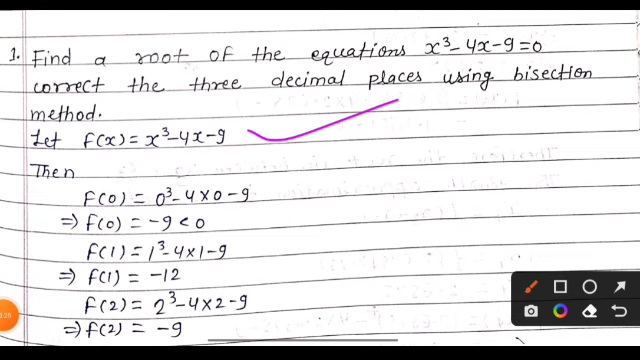 1. Find a root of the equations x³-4x-9=0
correct the three decimal places using bisection
method.
Let f(x) = x³-4x-9
Then
f(0) = 0³-4×0-9
⇒ f(0) = -9 < 0
f(1) = 1³-4×1-9
⇒ f(1) = -12
f(2) = 2³-4×2-9
⇒ f(2) = -9